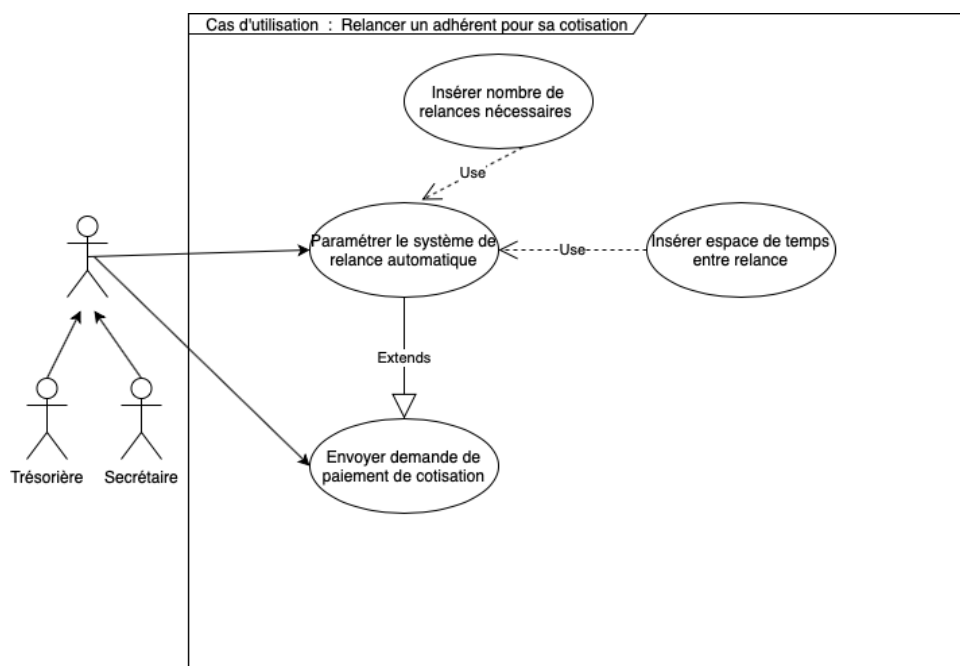 Cas d'utilisation : Relancer un adhérent pour sa cotisation
Insérer nombre de
relances nécessaires
Use
Paramétrer le système de
relance automatique
Use
Insérer espace de temps
entre relance
Extends
Envoyer demande de
paiement de cotisation
Trésorière
Secrétaire